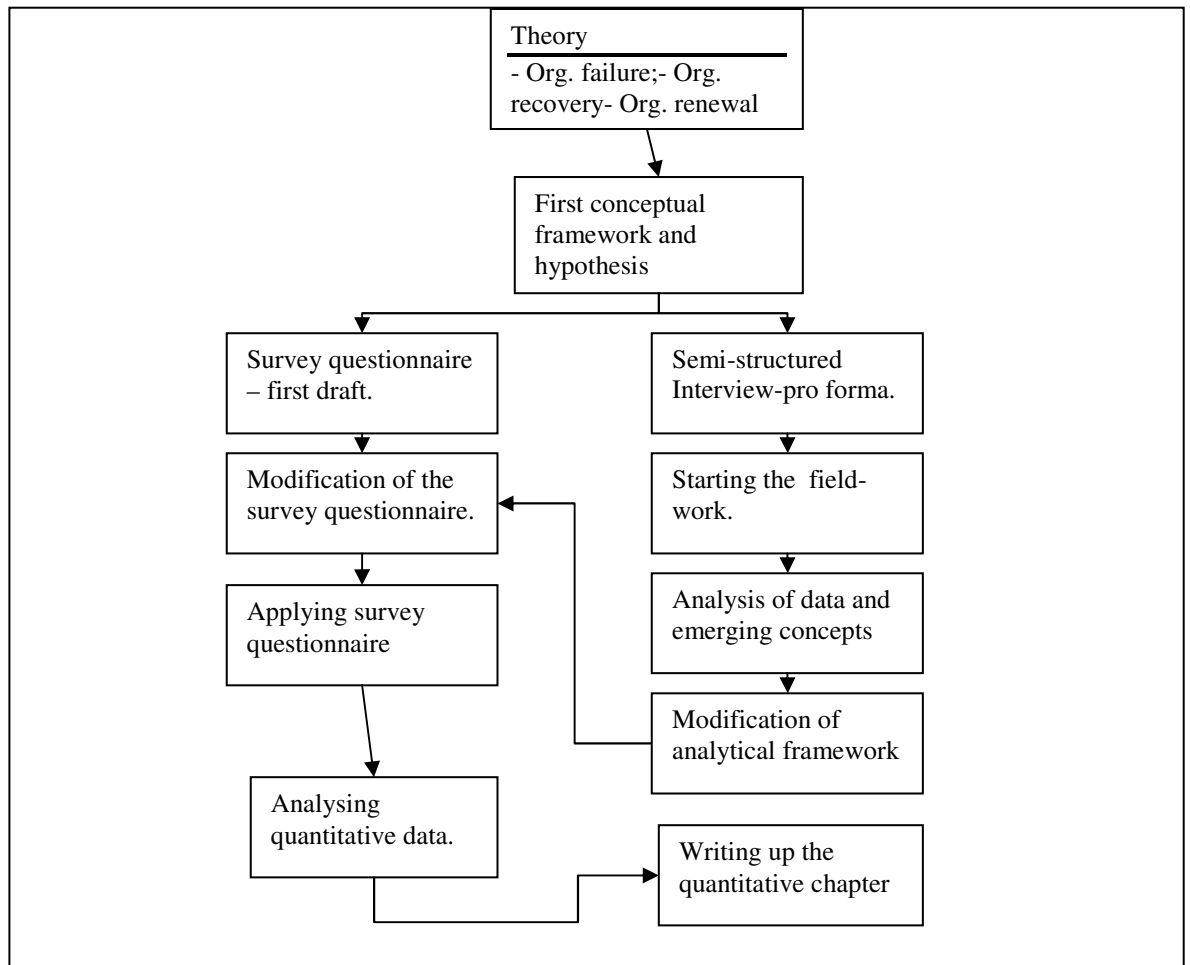 Theory
- Org. failure;- Org.
recovery- Org. renewal
First conceptual
framework and
hypothesis
Survey questionnaire
– first draft.
Semi-structured
Interview-pro forma.
Modification of the
survey questionnaire.
Starting the field-
work.
Applying survey
questionnaire
Analysis of data and
emerging concepts
Modification of
analytical framework
Analysing
quantitative data.
Writing up the
quantitative chapter